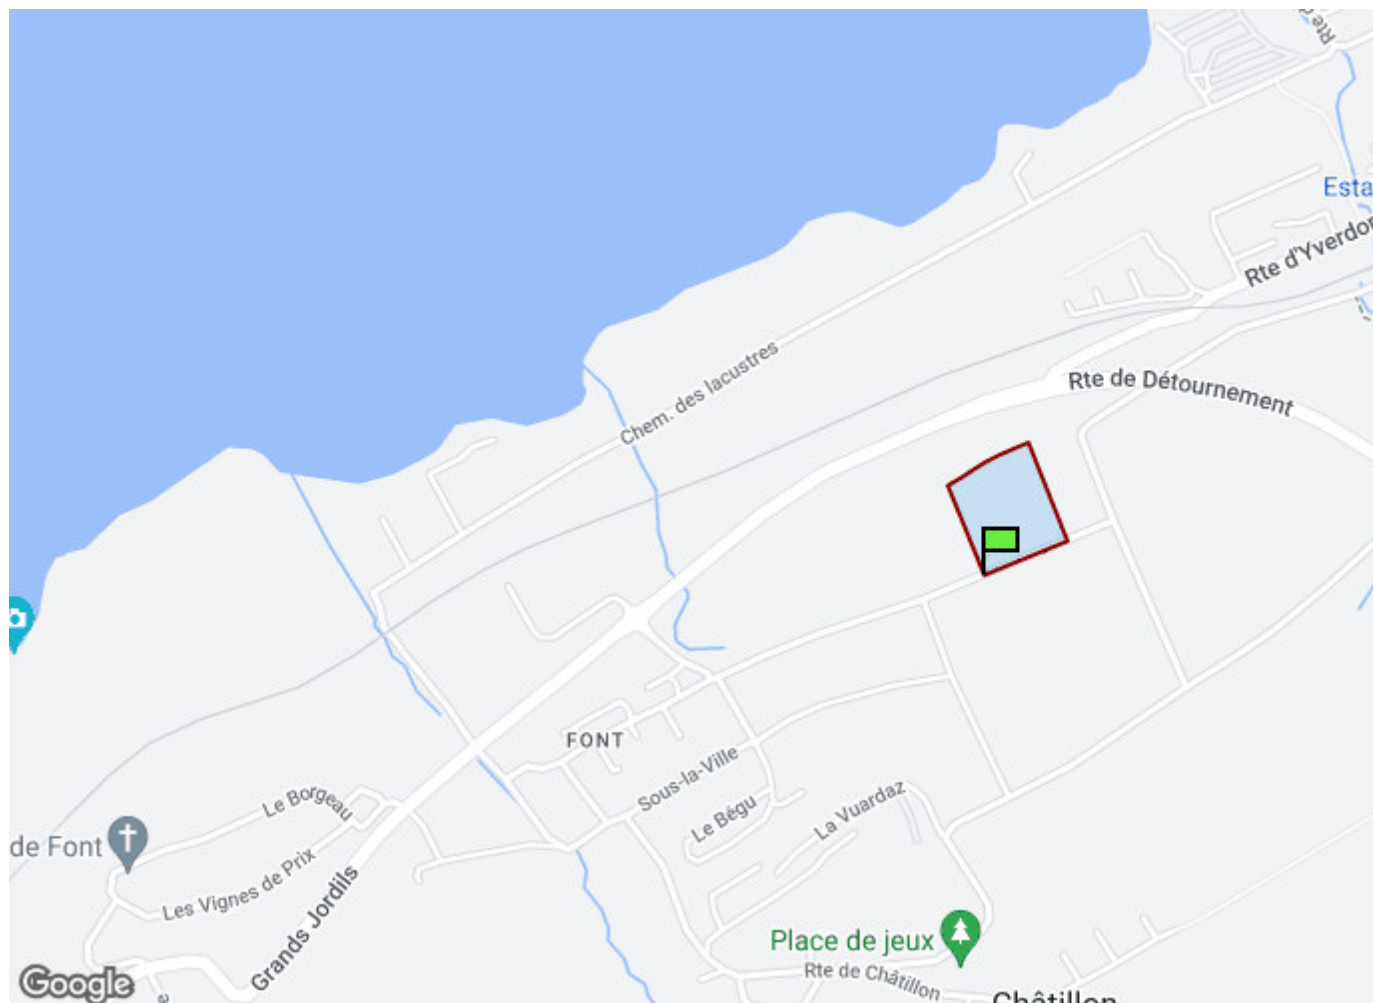 Rte
Esta
Rte d'Yverdon
Rte de Détournement
Chem. des lacustres
FONT
Sous-la-Ville
Le Borgeau
Le Bégu
La Vuardaz
de Font
Les Vignes de Prix
Grands Jordils
Place de jeux
Rte de Châtillon
Châtillon
Google